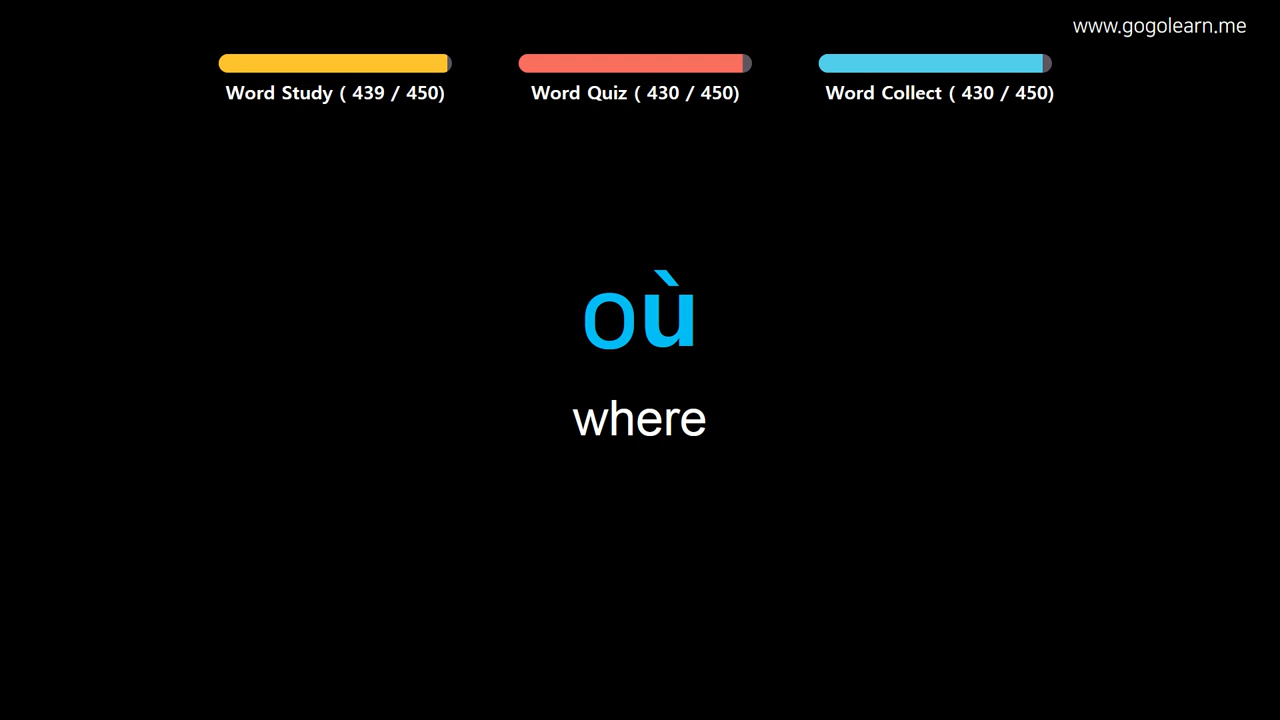 www.gogolearn.me
Word Study ( 439 / 450)
Word Quiz ( 430 / 450)
Word Collect ( 430 / 450)
où
where